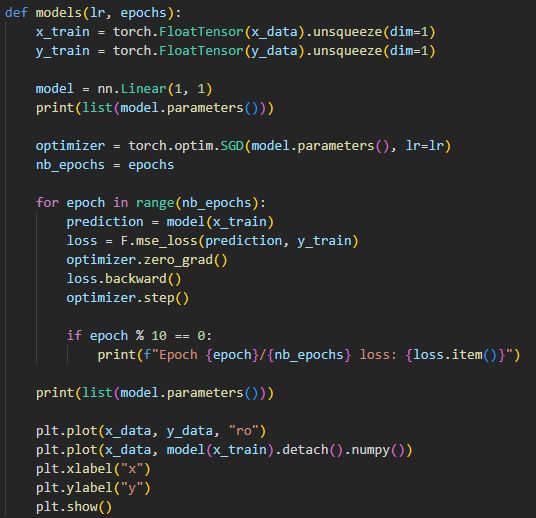 def models(lr, epochs):
    x_train = torch.FloatTensor(x_data).unsqueeze(dim=1)
    y_train = torch.FloatTensor(y_data).unsqueeze(dim=1)

    model = nn.Linear(1, 1)
    print(list(model.parameters()))

    optimizer = torch.optim.SGD(model.parameters(), lr=lr)
    nb_epochs = epochs

    for epoch in range(nb_epochs):
        prediction = model(x_train)
        loss = F.mse_loss(prediction, y_train)
        optimizer.zero_grad()
        loss.backward()
        optimizer.step()

        if epoch % 10 == 0:
            print(f"Epoch {epoch}/{nb_epochs} loss: {loss.item()}")

    print(list(model.parameters()))

    plt.plot(x_data, y_data, "ro")
    plt.plot(x_data, model(x_train).detach().numpy())
    plt.xlabel("x")
    plt.ylabel("y")
    plt.show()